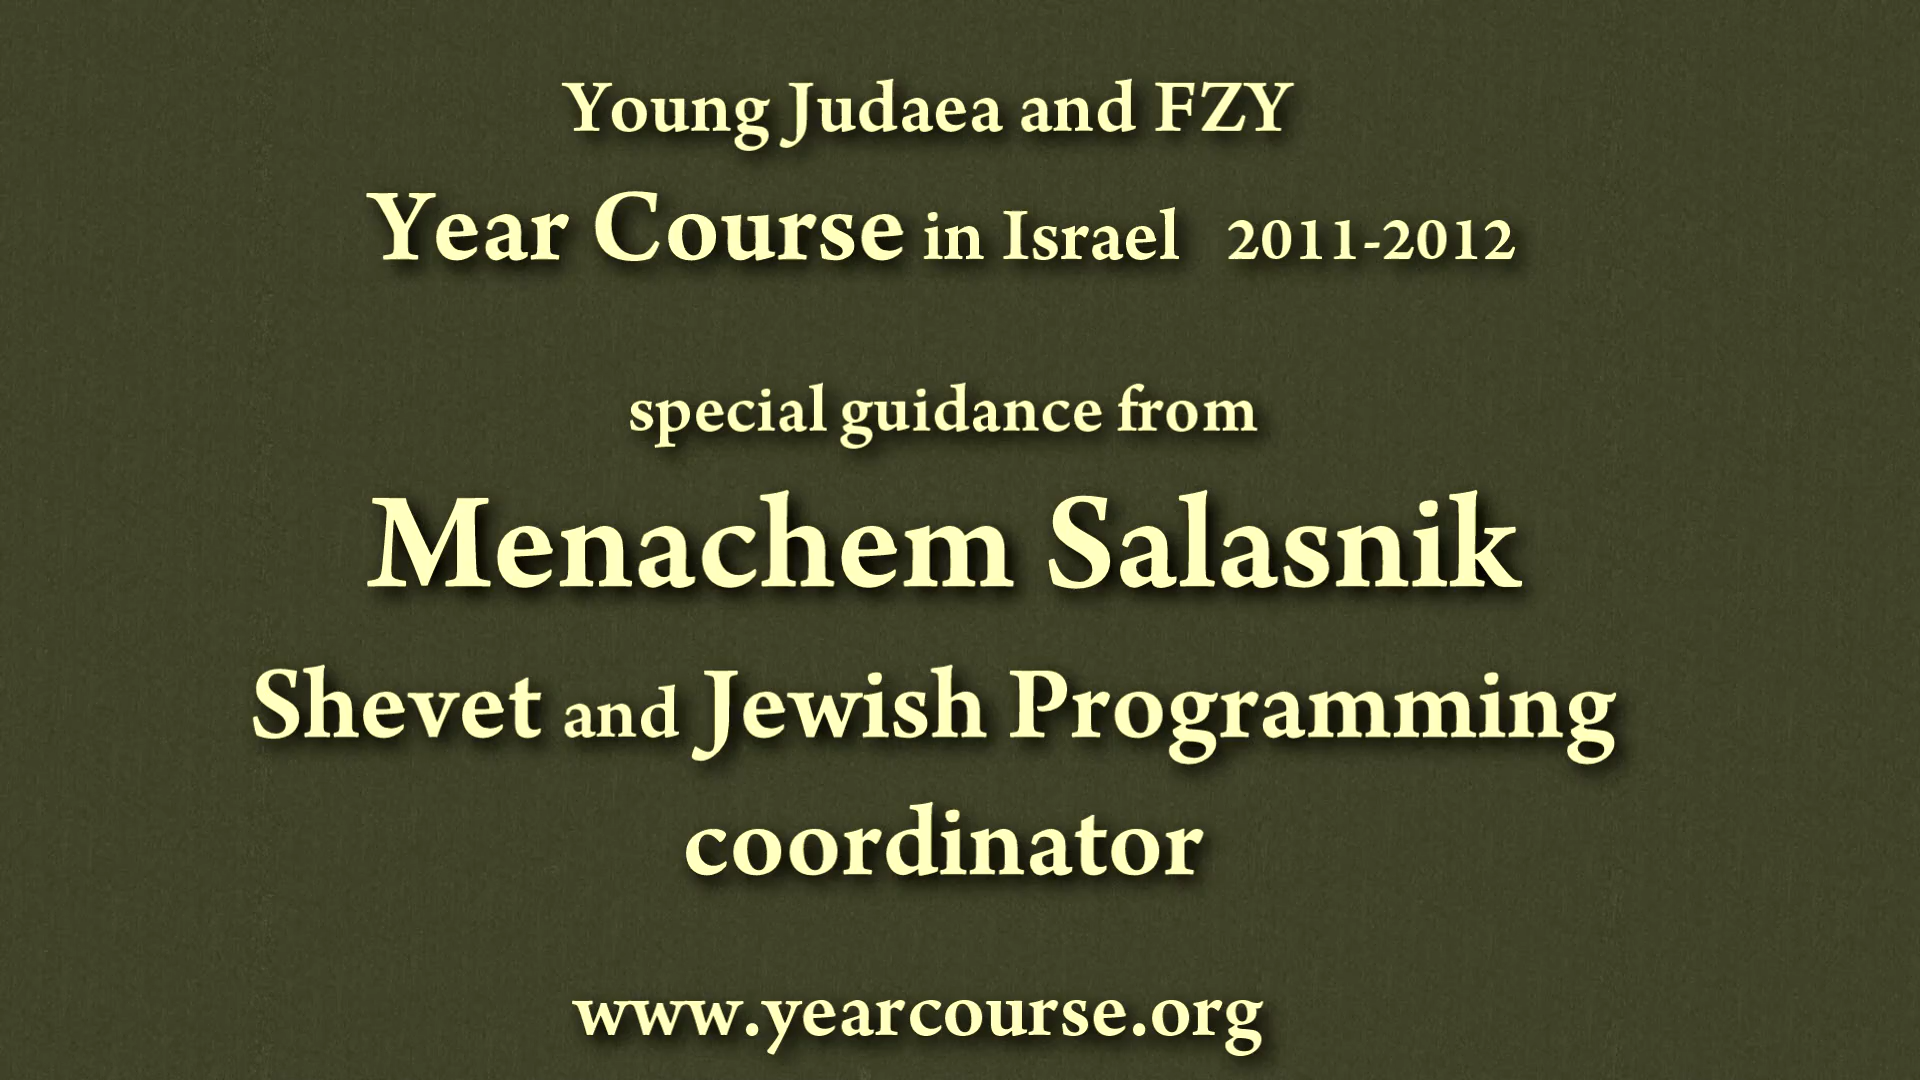 Young Judaea and FZY
Year Course in Israel 2011-2012
special guidance from
Menachem Salasnik
Shevet and Jewish Programming
coordinator
www.yearcourse.org